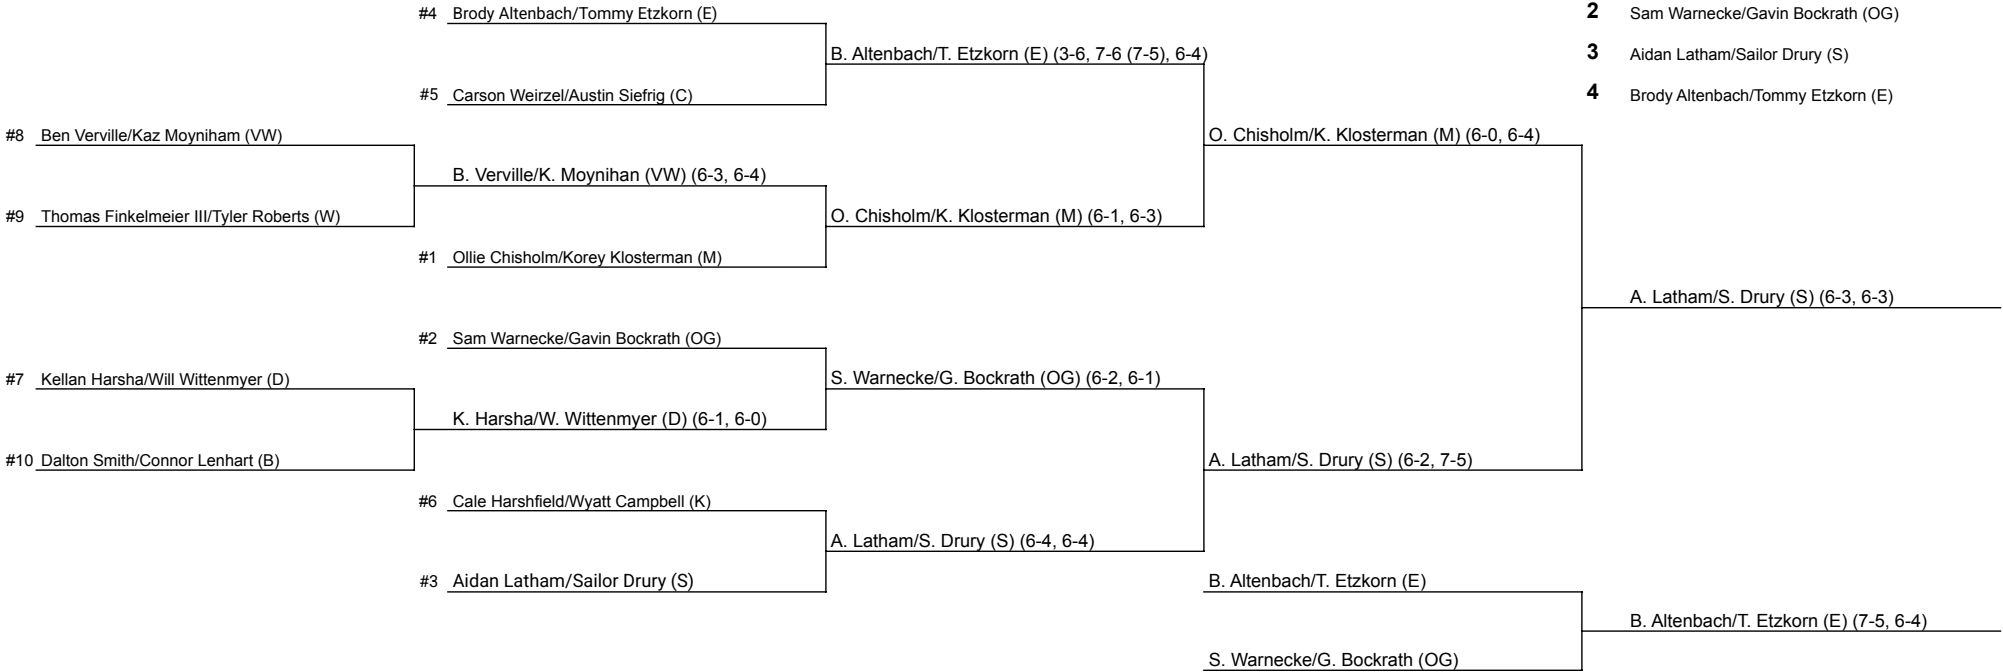 #4 Brody Altenbach/Tommy Etzkorn (E)
2 Sam Warnecke/Gavin Bockrath (OG)
B. Altenbach/T. Etzkorn (E) (3-6, 7-6 (7-5), 6-4)
3 Aidan Latham/Sailor Drury (S)
#5 Carson Weirzel/Austin Siefrig (C)
4 Brody Altenbach/Tommy Etzkorn (E)
#8 Ben Verville/Kaz Moyniham (VW)
O. Chisholm/K. Klosterman (M) (6-0, 6-4)
B. Verville/K. Moynihan (VW) (6-3, 6-4)
#9 Thomas Finkelmeier III/Tyler Roberts (W)
O. Chisholm/K. Klosterman (M) (6-1, 6-3)
#1 Ollie Chisholm/Korey Klosterman (M)
A. Latham/S. Drury (S) (6-3, 6-3)
#2 Sam Warnecke/Gavin Bockrath (OG)
#7 Kellan Harsha/Will Wittenmyer (D)
S. Warnecke/G. Bockrath (OG) (6-2, 6-1)
K. Harsha/W. Wittenmyer (D) (6-1, 6-0)
#10 Dalton Smith/Connor Lenhart (B)
A. Latham/S. Drury (S) (6-2, 7-5)
#6 Cale Harshfield/Wyatt Campbell (K)
A. Latham/S. Drury (S) (6-4, 6-4)
#3 Aidan Latham/Sailor Drury (S)
B. Altenbach/T. Etzkorn (E)
B. Altenbach/T. Etzkorn (E) (7-5, 6-4)
S. Warnecke/G. Bockrath (OG)